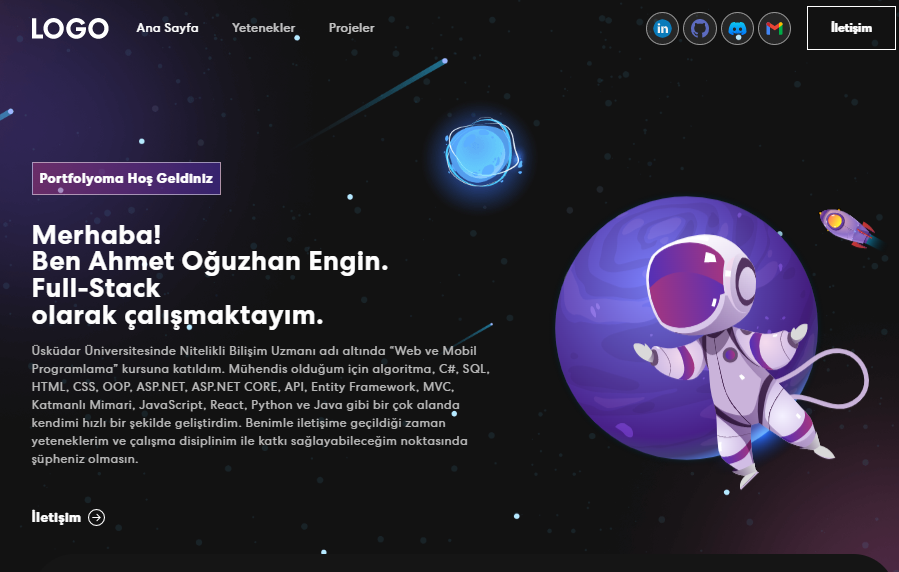 LOGO Ana Sayfa Yetenekler Projeler in İletişim
Portfolyoma Hoş Geldiniz
Merhaba!
Ben Ahmet Oğuzhan Engin.
Full-Stack
olarak çalışmaktayım.
Üsküdar Üniversitesinde Nitelikli Bilişim Uzmanı adı altında "Web ve Mobil
Programlama" kursuna katıldım. Mühendis olduğum için algoritma, C#, SQL,
HTML, CSS, OOP, ASP.NET, ASP.NET CORE, API, Entity Framework, MVC,
Katmanlı Mimari, JavaScript, React, Python ve Java gibi bir çok alanda
kendimi hızlı bir şekilde geliştirdim. Benimle iletişime geçildiği zaman
yeteneklerim ve çalışma disiplinim ile katkı sağlayabileceğim noktasında
şüpheniz olmasın.
İletişim